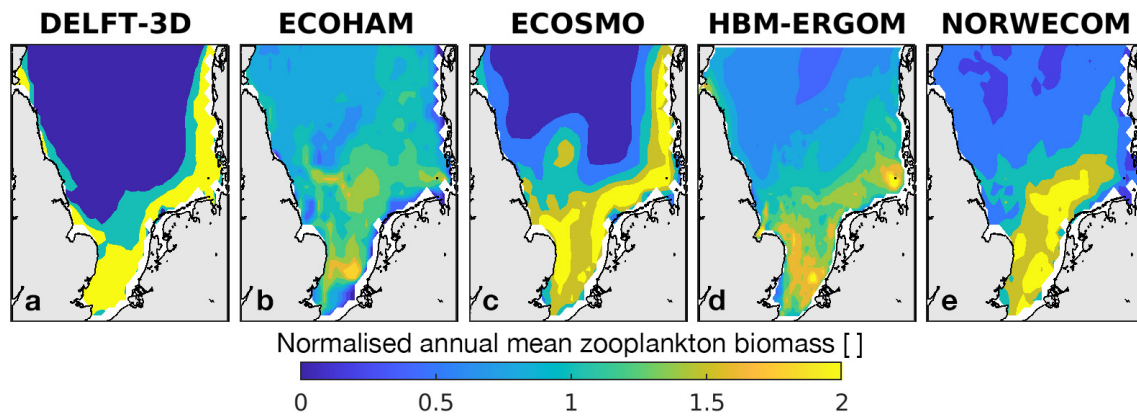 DELFT-3D ECOHAM ECOSMO HBM-ERGOM NORWECOM
a b c d e
Normalised annual mean zooplankton biomass [ ]
0 0.5 1 1.5 2